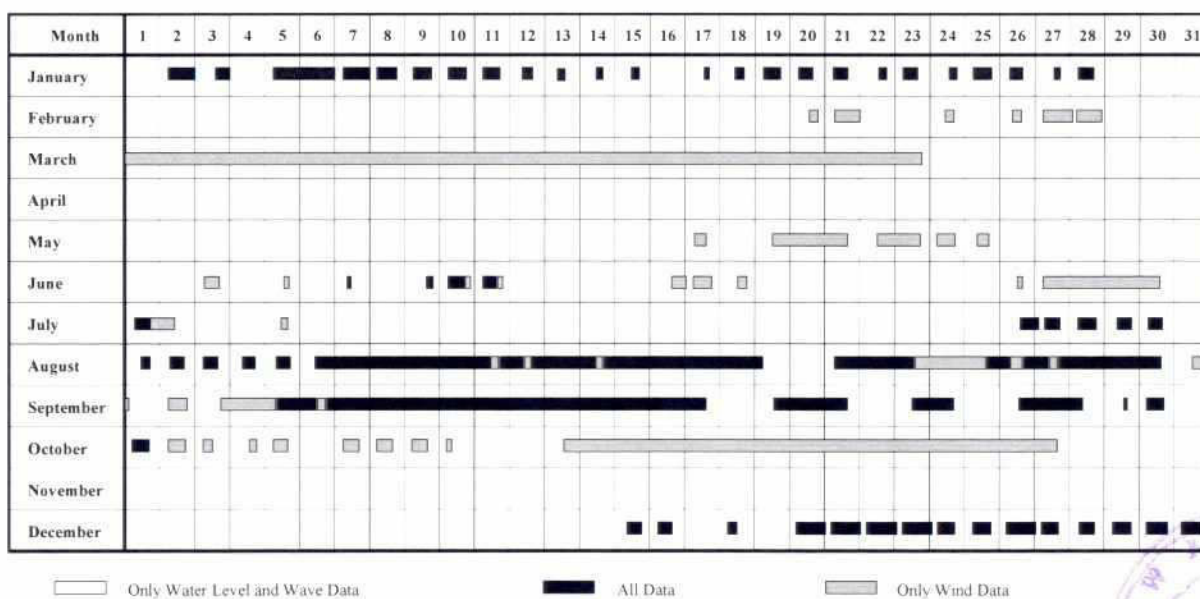 Month 1 2 3 4 5 6 7 8 9 10 11 12 13 14 15 16 17 18 19 20 21 22 23 24 25 26 27 28 29 30 31
January
February
March
April
May
June
July
August
September
October
November
December
Only Water Level and Wave Data All Data Only Wind Data